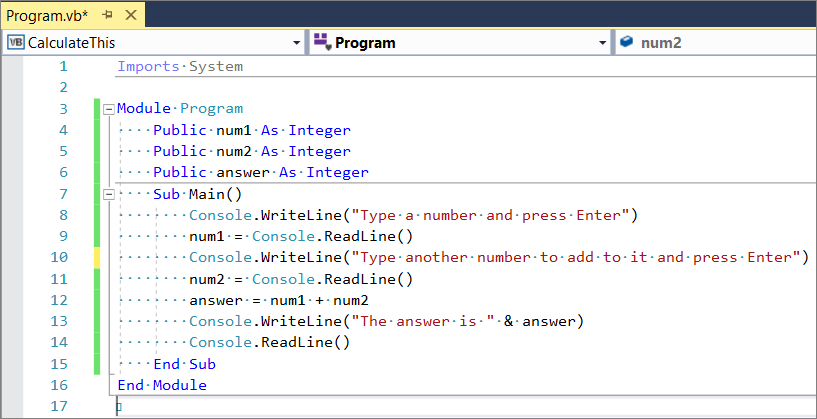 Program.vb*
CalculateThis Program num2
1 Imports System
2
3 Module Program
4 Public num1 As Integer
5 Public num2 As Integer
6 Public answer As Integer
7 Sub Main()
8 Console.WriteLine("Type a number and press Enter")
9 num1 = Console.ReadLine()
10 Console.WriteLine("Type another number to add to it and press Enter")
11 num2 = Console.ReadLine()
12 answer = num1 + num2
13 Console.WriteLine("The answer is " & answer)
14 Console.ReadLine()
15 End Sub
16 End Module
17